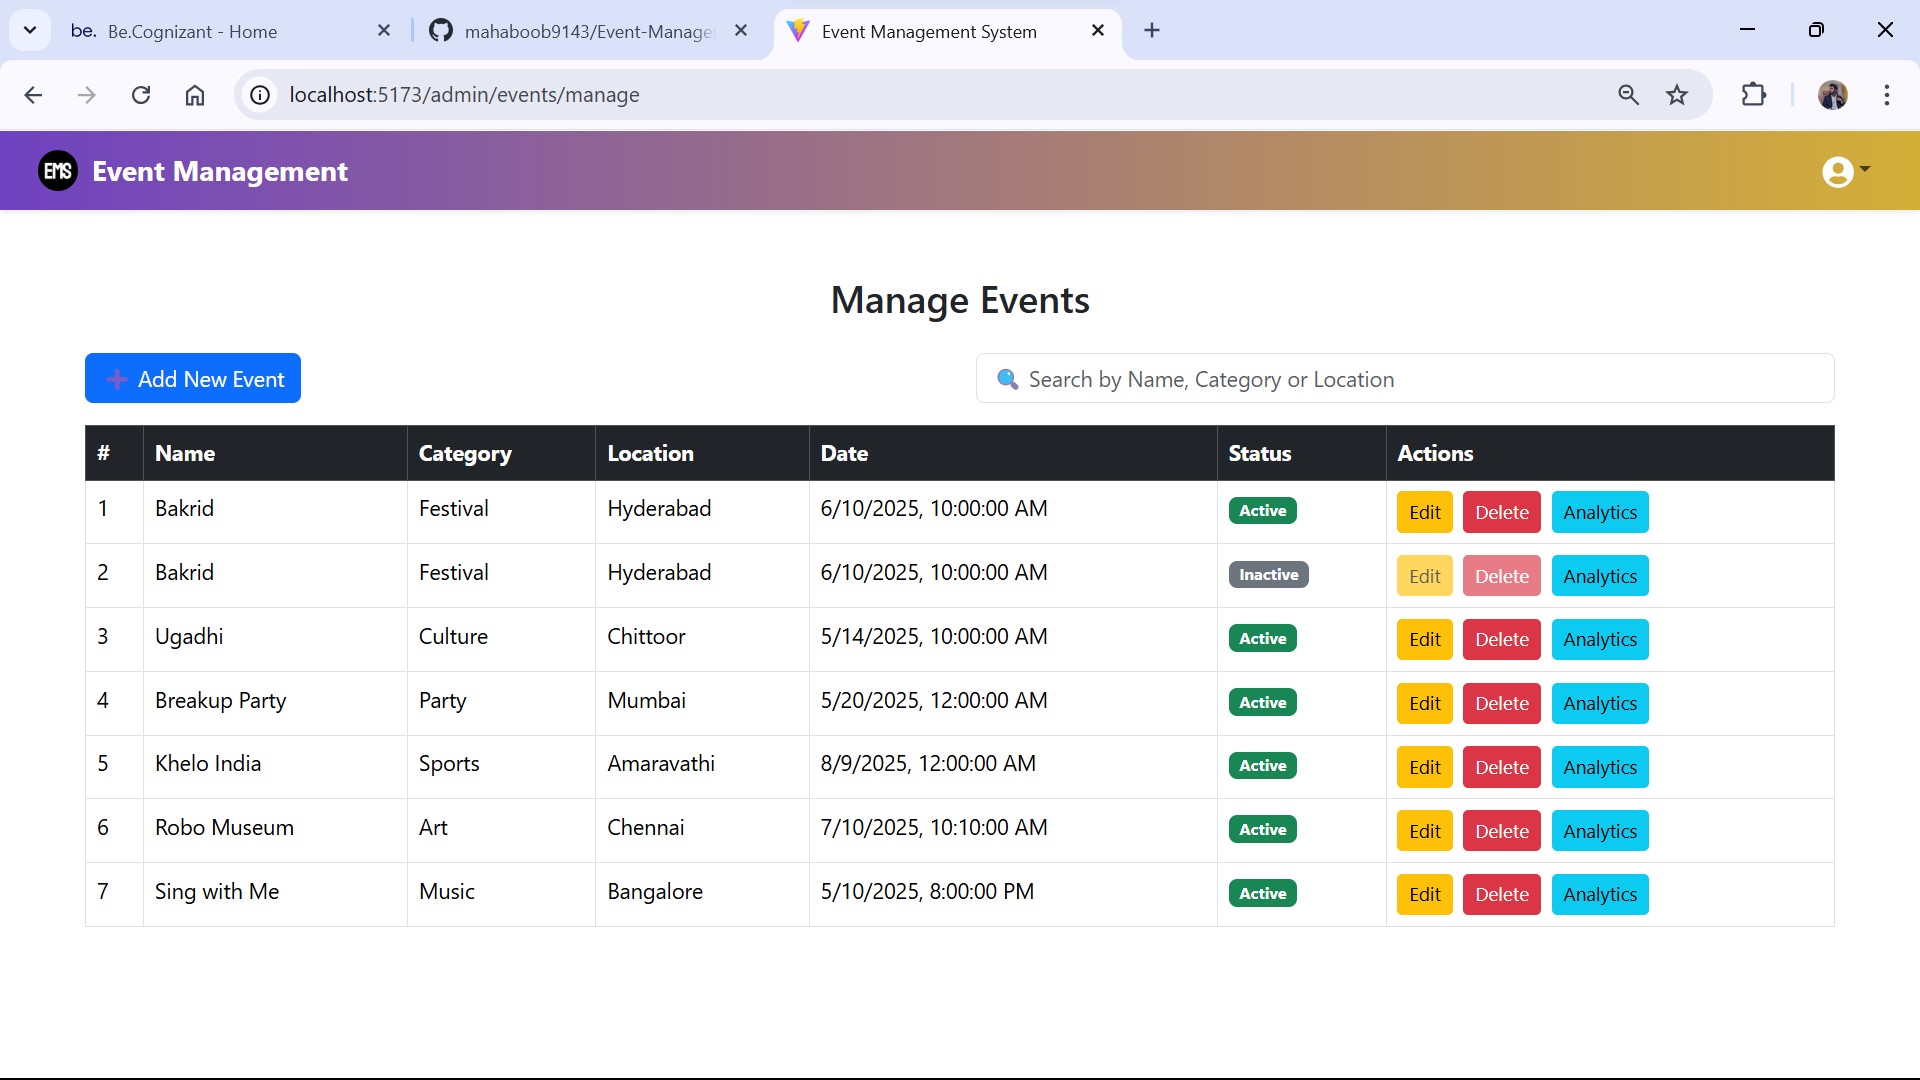 be. Be.Cognizant - Home
mahaboob9143/Event-Manage
Event Management System
localhost:5173/admin/events/manage
EMS Event Management
Manage Events
Add New Event
Search by Name, Category or Location
# Name Category Location Date Status Actions
1 Bakrid Festival Hyderabad 6/10/2025, 10:00:00 AM Active Edit Delete Analytics
2 Bakrid Festival Hyderabad 6/10/2025, 10:00:00 AM Inactive Edit Delete Analytics
3 Ugadhi Culture Chittoor 5/14/2025, 10:00:00 AM Active Edit Delete Analytics
4 Breakup Party Party Mumbai 5/20/2025, 12:00:00 AM Active Edit Delete Analytics
5 Khelo India Sports Amaravathi 8/9/2025, 12:00:00 AM Active Edit Delete Analytics
6 Robo Museum Art Chennai 7/10/2025, 10:10:00 AM Active Edit Delete Analytics
7 Sing with Me Music Bangalore 5/10/2025, 8:00:00 PM Active Edit Delete Analytics